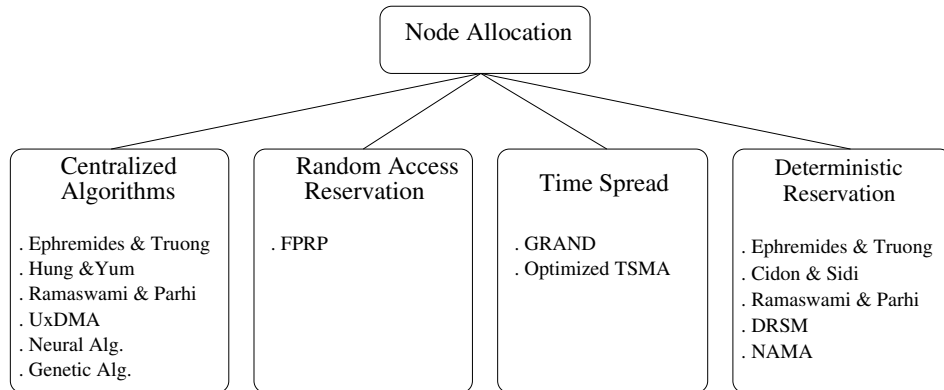 Node Allocation
Centralized
Algorithms
. Ephremides & Truong
. Hung &Yum
. Ramaswami & Parhi
. UxDMA
. Neural Alg.
. Genetic Alg.
Random Access
Reservation
. FPRP
Time Spread
. GRAND
. Optimized TSMA
Deterministic
Reservation
. Ephremides & Truong
. Cidon & Sidi
. Ramaswami & Parhi
. DRSM
. NAMA